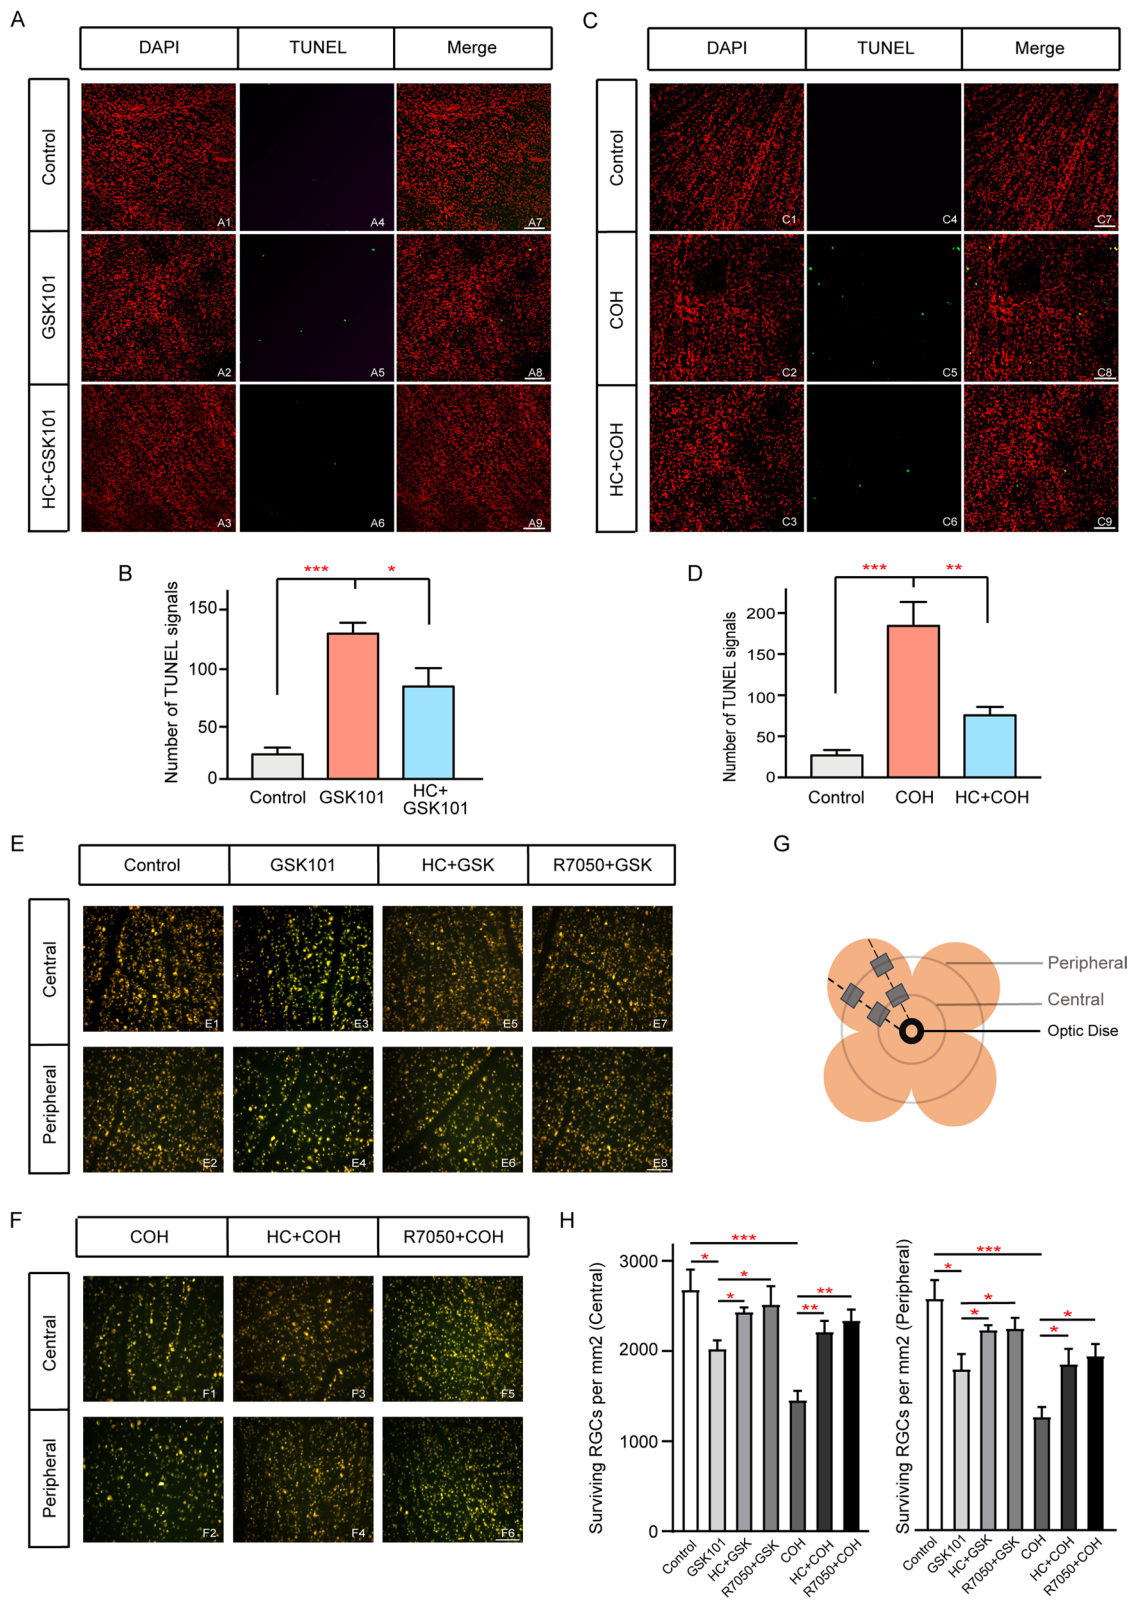 A
DAPI TUNEL Merge
Control
A1 A4 A7
GSK101
A2 A5 A8
HC+GSK101
A3 A6 A9
C
DAPI TUNEL Merge
Control
C1 C4 C7
COH
C2 C5 C8
HC+COH
C3 C6 C9
B
Number of TUNEL signals
*** *
150
100
50
0
Control GSK101 HC+
GSK101
D
Number of TUNEL signals
*** **
200
150
100
50
0
Control COH HC+COH
E
Control GSK101 HC+GSK R7050+GSK
Central
E1 E3 E5 E7
Peripheral
E2 E4 E6 E8
G
Peripheral
Central
Optic Dise
F
COH HC+COH R7050+COH
Central
F1 F3 F5
Peripheral
F2 F4 F6
H
Surviving RGCs per mm2 (Central)
3000
2000
1000
0
***
* *
*
**
**
Control GSK101 HC+GSK R7050+GSK COH HC+COH R7050+COH
Surviving RGCs per mm2 (Peripheral)
***
*
*
*
*
*
Control GSK101 HC+GSK R7050+GSK COH HC+COH R7050+COH